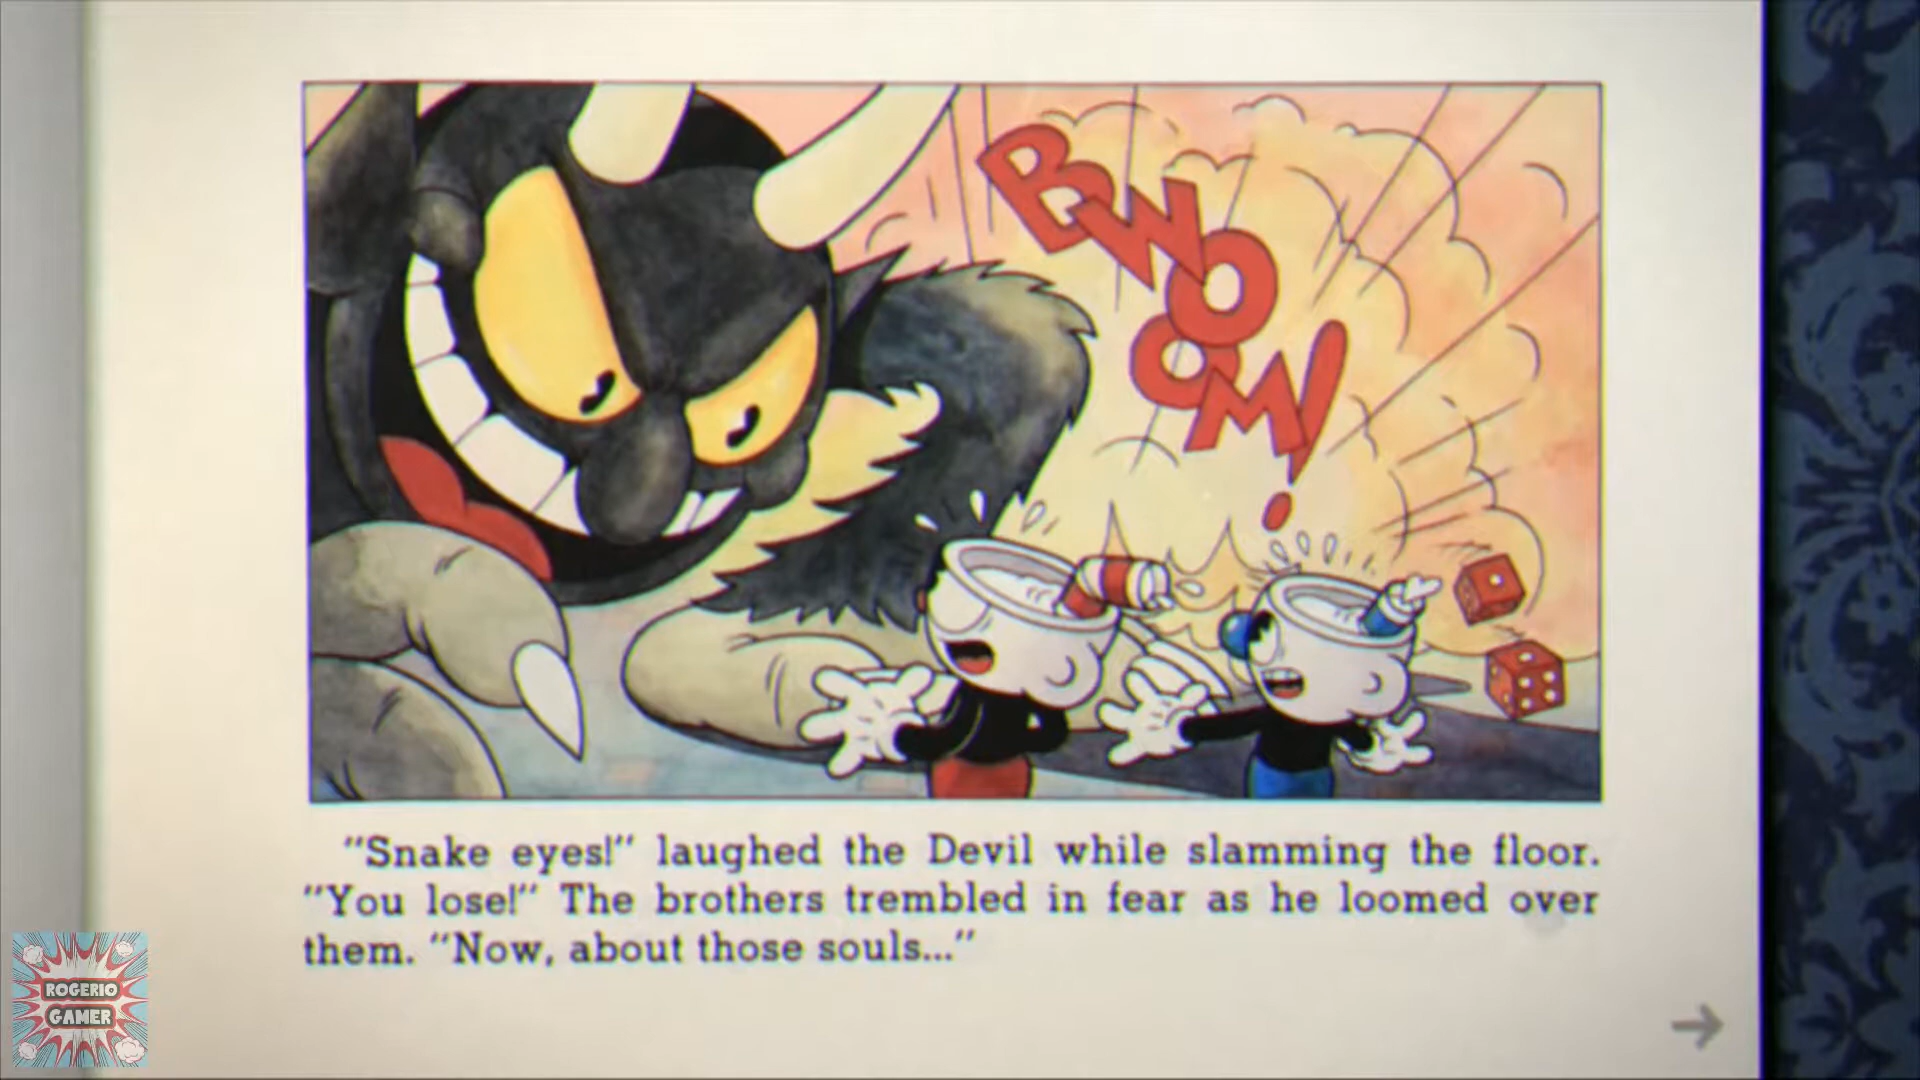 BWOOM!
"Snake eyes!" laughed the Devil while slamming the floor.
"You lose!" The brothers trembled in fear as he loomed over
them. "Now, about those souls..."
ROGERIO
GAMER